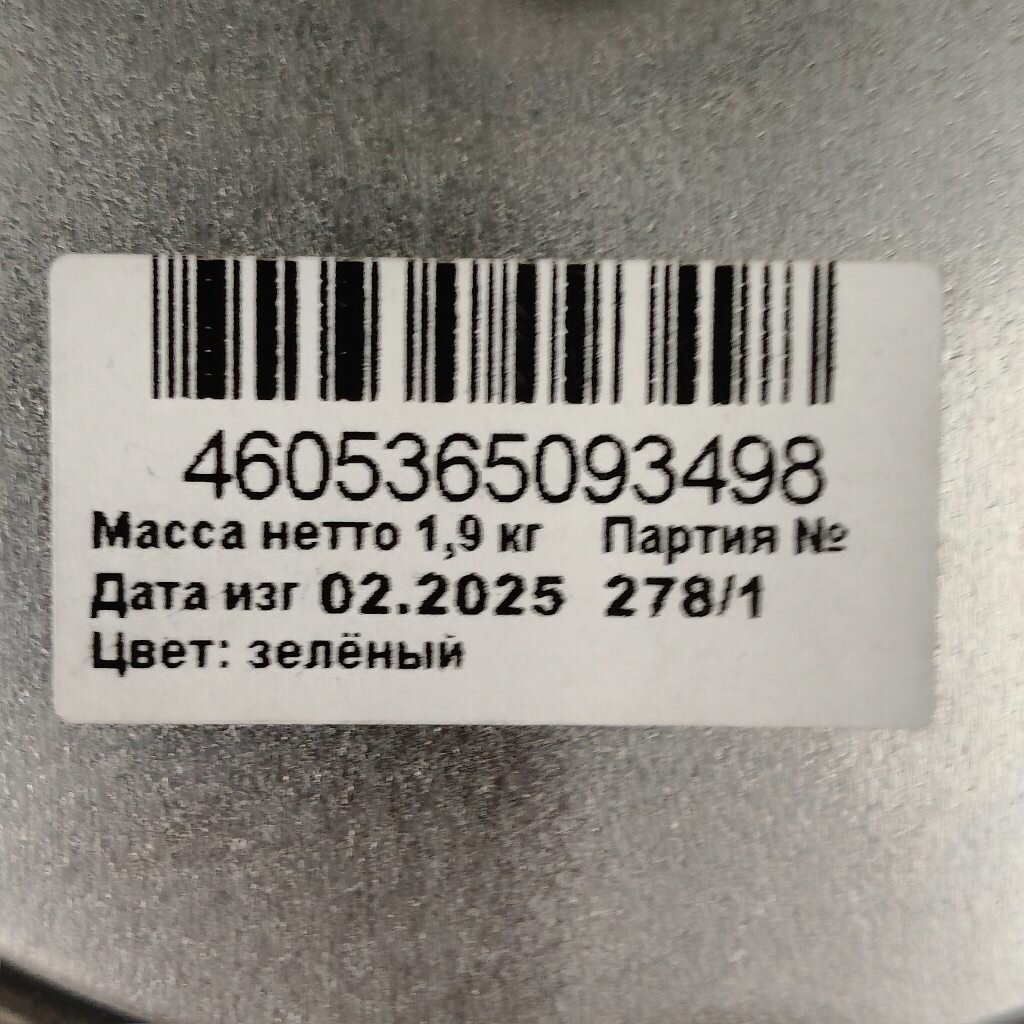 4605365093498
Масса нетто 1,9 кг Партия №
Дата изг 02.2025 278/1
Цвет: зелёный